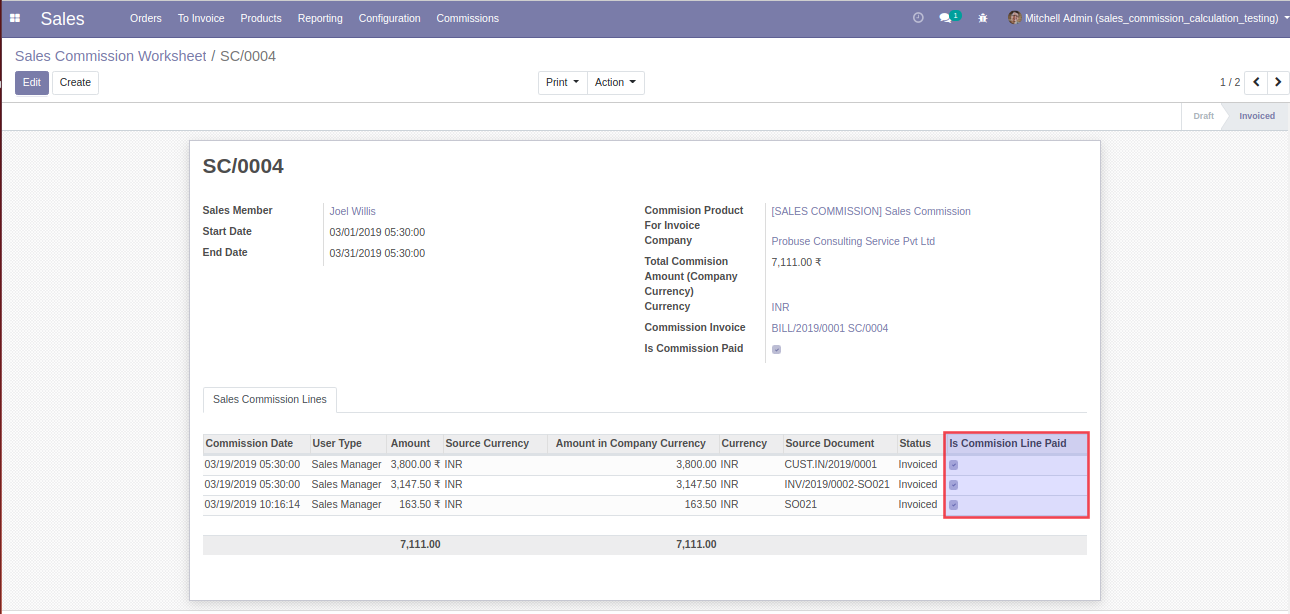 Sales Orders To Invoice Products Reporting Configuration Commissions 1 Mitchell Admin (sales_commission_calculation_testing)
Sales Commission Worksheet / SC/0004
Edit Create Print Action 1 / 2
Draft Invoiced
SC/0004
Sales Member Joel Willis
Start Date 03/01/2019 05:30:00
End Date 03/31/2019 05:30:00
Commision Product [SALES COMMISSION] Sales Commission
For Invoice
Company Probuse Consulting Service Pvt Ltd
Total Commision 7,111.00 ₹
Amount (Company
Currency)
Currency INR
Commission Invoice BILL/2019/0001 SC/0004
Is Commission Paid
Sales Commission Lines
Commission Date User Type Amount Source Currency Amount in Company Currency Currency Source Document Status Is Commision Line Paid
03/19/2019 05:30:00 Sales Manager 3,800.00 ₹ INR 3,800.00 INR CUST.IN/2019/0001 Invoiced
03/19/2019 05:30:00 Sales Manager 3,147.50 ₹ INR 3,147.50 INR INV/2019/0002-SO021 Invoiced
03/19/2019 10:16:14 Sales Manager 163.50 ₹ INR 163.50 INR SO021 Invoiced
7,111.00 7,111.00